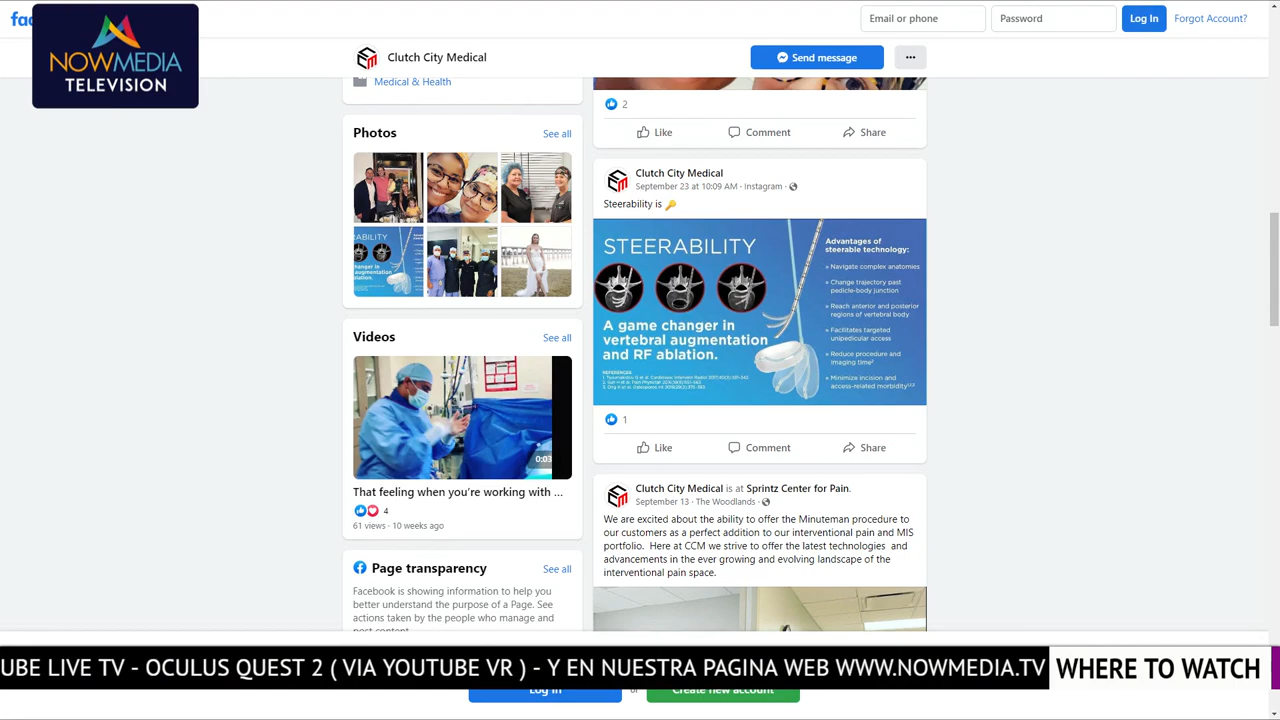 fac
NOWMEDIA
TELEVISION
Email or phone
Password
Log In
Forgot Account?
Clutch City Medical
Send message
Medical & Health
2
Like
Comment
Share
Photos
See all
ABILITY
Clutch City Medical
September 23 at 10:09 AM · Instagram ·
Steerability is
STEERABILITY
Advantages of
steerable technology:
» Navigate complex anatomies
» Change trajectory past
pedicle-body junction
» Reach anterior and posterior
regions of vertebral body
» Facilitates targeted
unipedicular access
» Reduce procedure and
imaging time
» Minimize incision and
access-related morbidity
A game changer in
vertebral augmentation
and RF ablation.
REFERENCES
1
Like
Comment
Share
Videos
See all
0:03
That feeling when you're working with ...
4
61 views · 10 weeks ago
Clutch City Medical is at Sprintz Center for Pain.
September 13 · The Woodlands ·
We are excited about the ability to offer the Minuteman procedure to
our customers as a perfect addition to our interventional pain and MIS
portfolio. Here at CCM we strive to offer the latest technologies and
advancements in the ever growing and evolving landscape of the
interventional pain space.
Page transparency
See all
Facebook is showing information to help you
better understand the purpose of a Page. See
actions taken by the people who manage and
post content.
UBE LIVE TV - OCULUS QUEST 2 ( VIA YOUTUBE VR ) - Y EN NUESTRA PAGINA WEB WWW.NOWMEDIA.TV
WHERE TO WATCH
Log In
or
Create new account